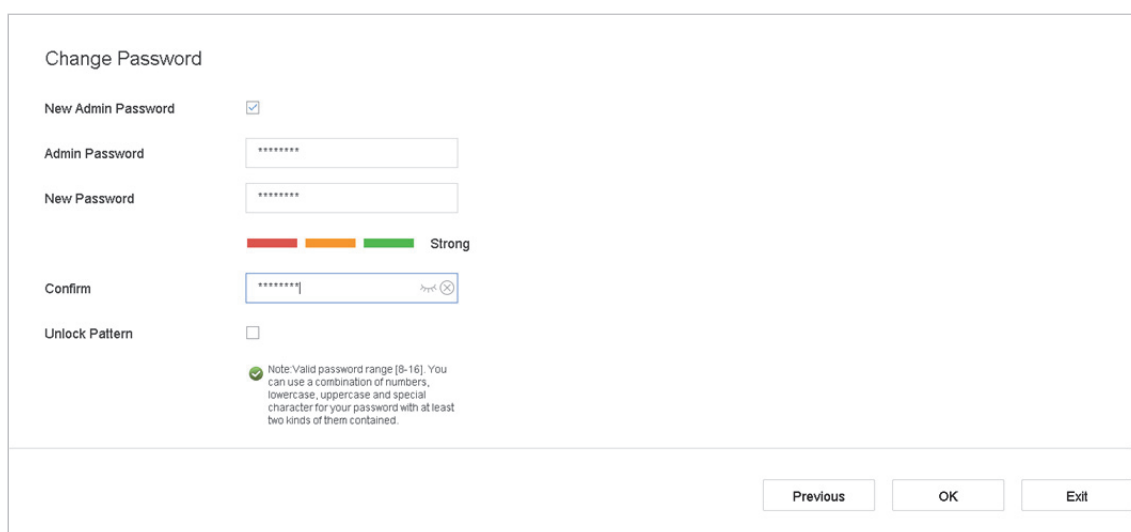 Change Password
New Admin Password
Admin Password ********
New Password ********
Strong
Confirm ********
Unlock Pattern
Note:Valid password range [8-16]. You
can use a combination of numbers,
lowercase, uppercase and special
character for your password with at least
two kinds of them contained.
Previous OK Exit